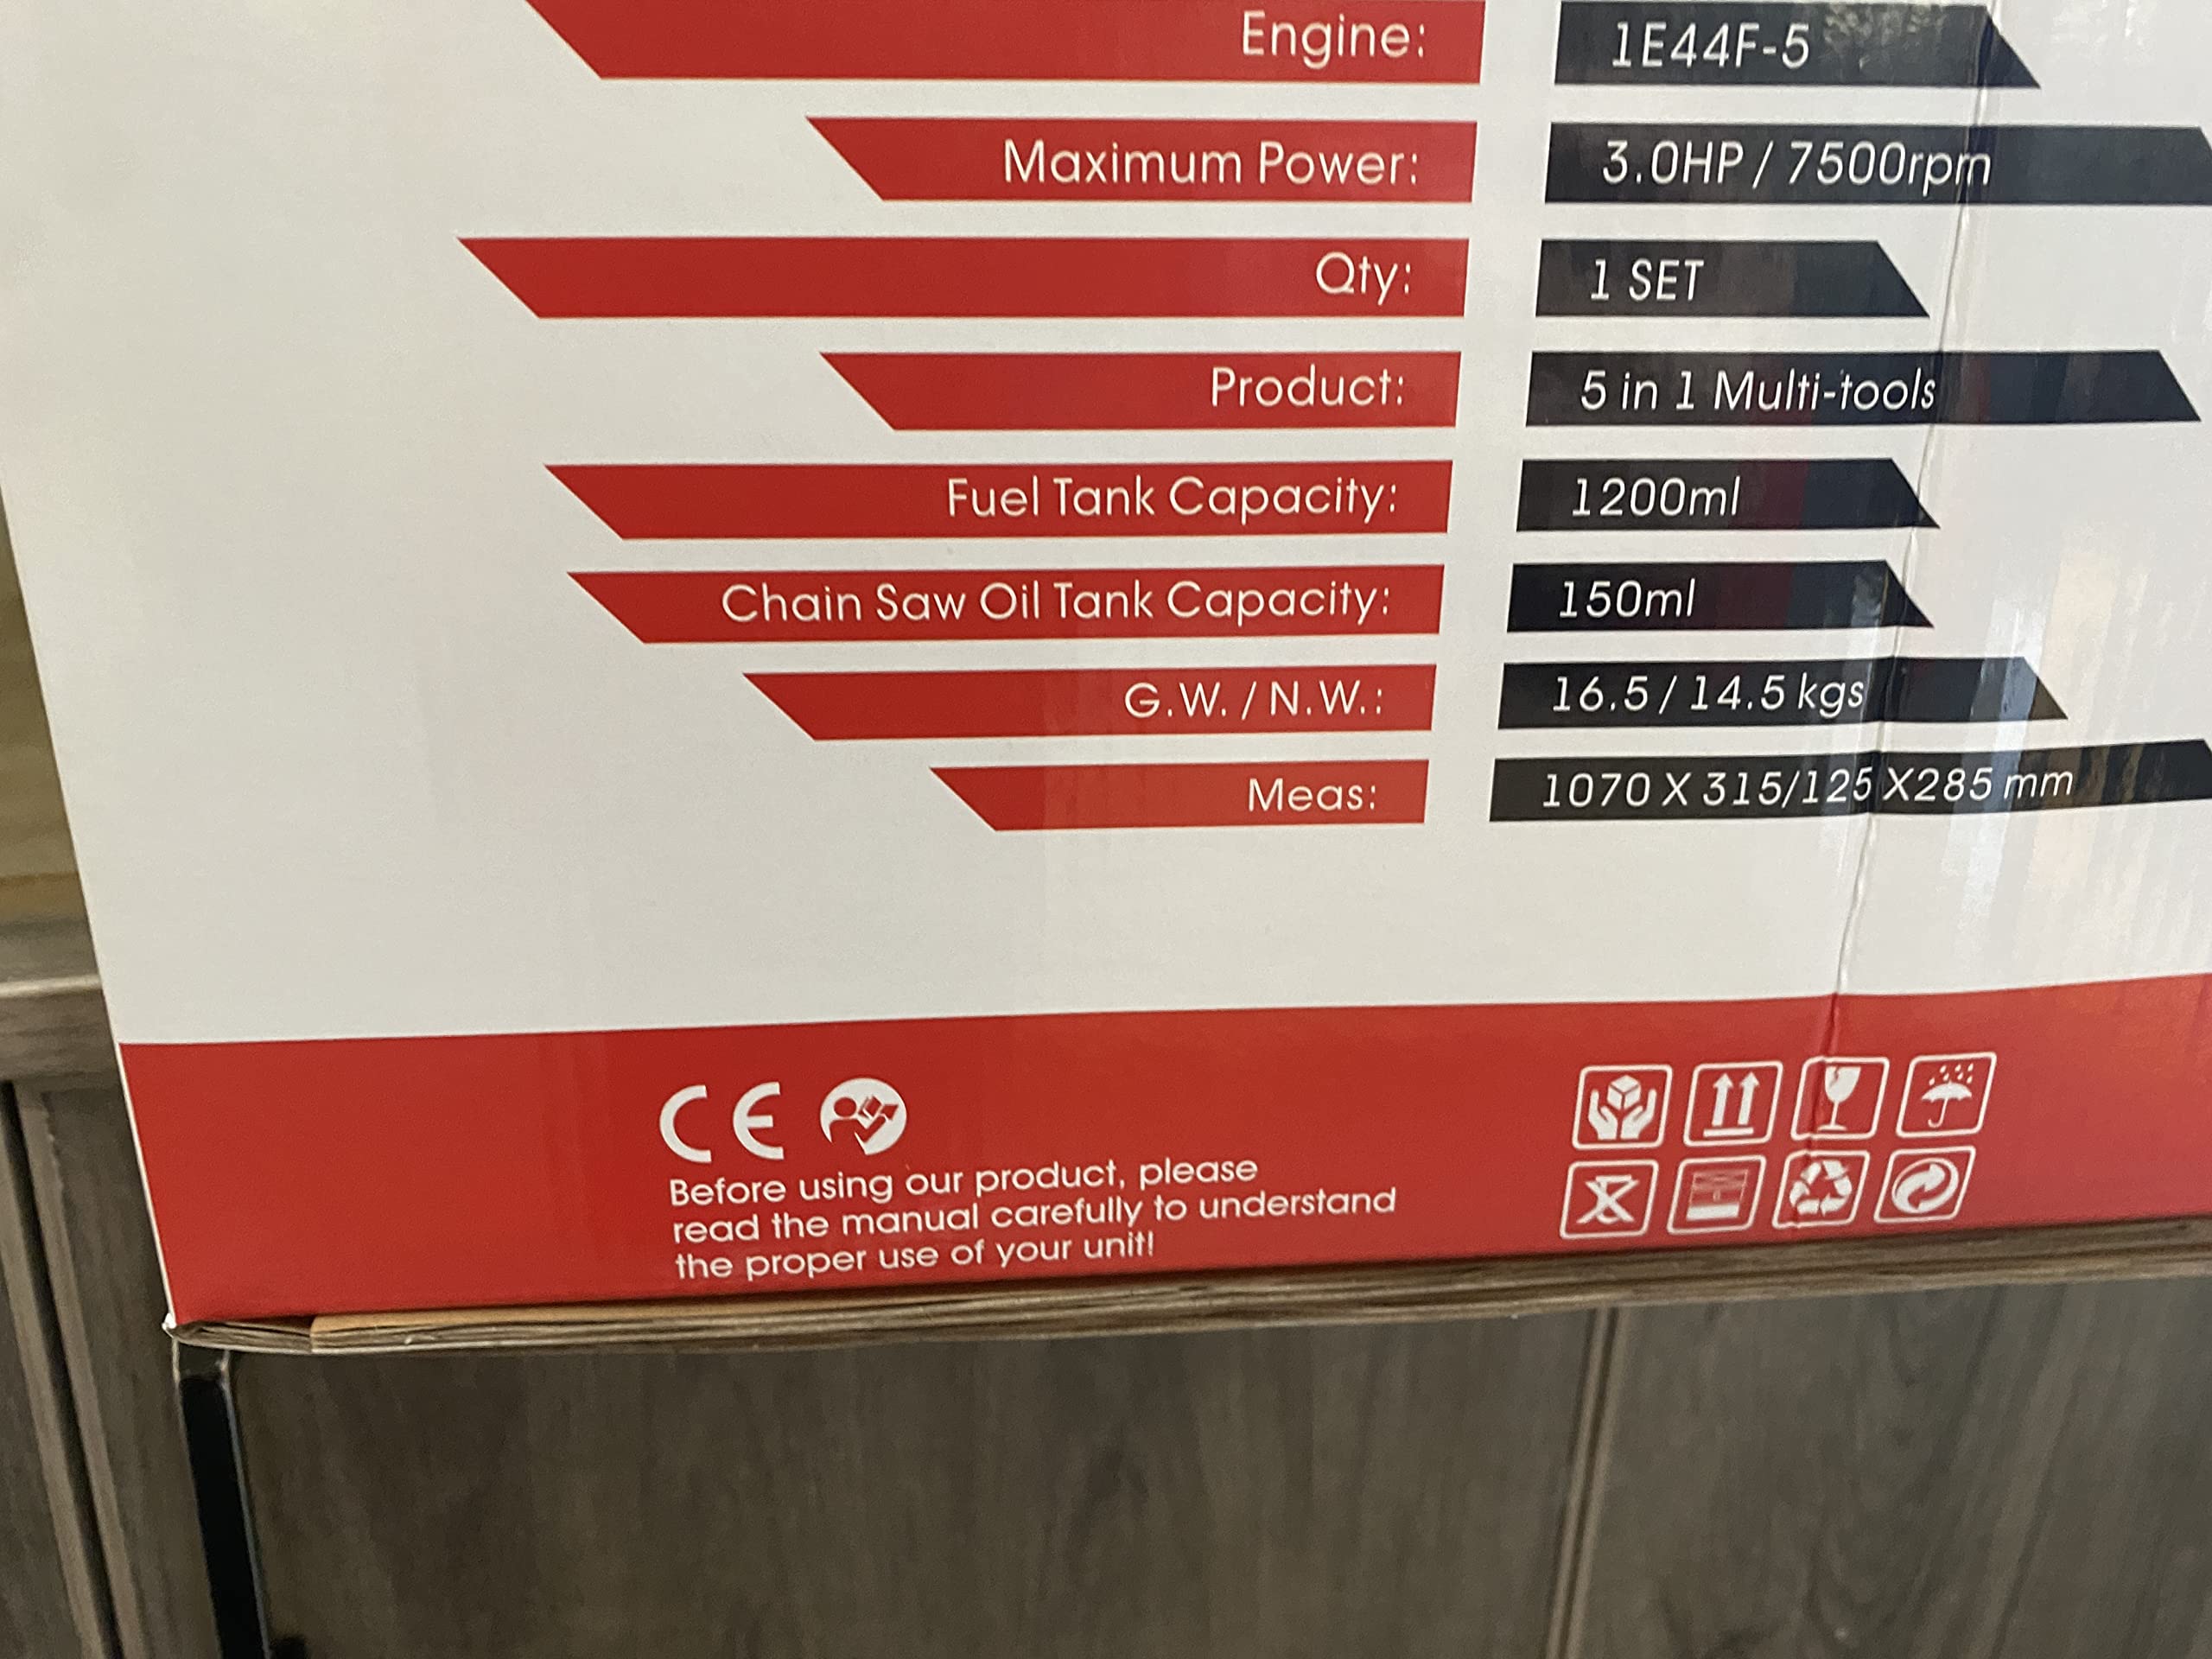 Engine: 1E44F-5
Maximum Power: 3.0HP / 7500rpm
Qty: 1 SET
Product: 5 in 1 Multi-tools
Fuel Tank Capacity: 1200ml
Chain Saw Oil Tank Capacity: 150ml
G.W. / N.W.: 16.5 / 14.5 kgs
Meas: 1070 X 315/125 X285 mm
CE
Before using our product, please
read the manual carefully to understand
the proper use of your unit!